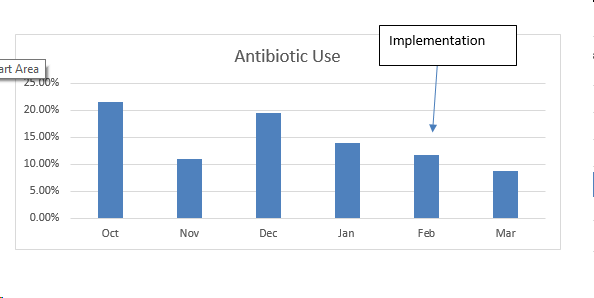 Implementation
Antibiotic Use
art Area
25.00%
20.00%
15.00%
10.00%
5.00%
0.00%
Oct Nov Dec Jan Feb Mar